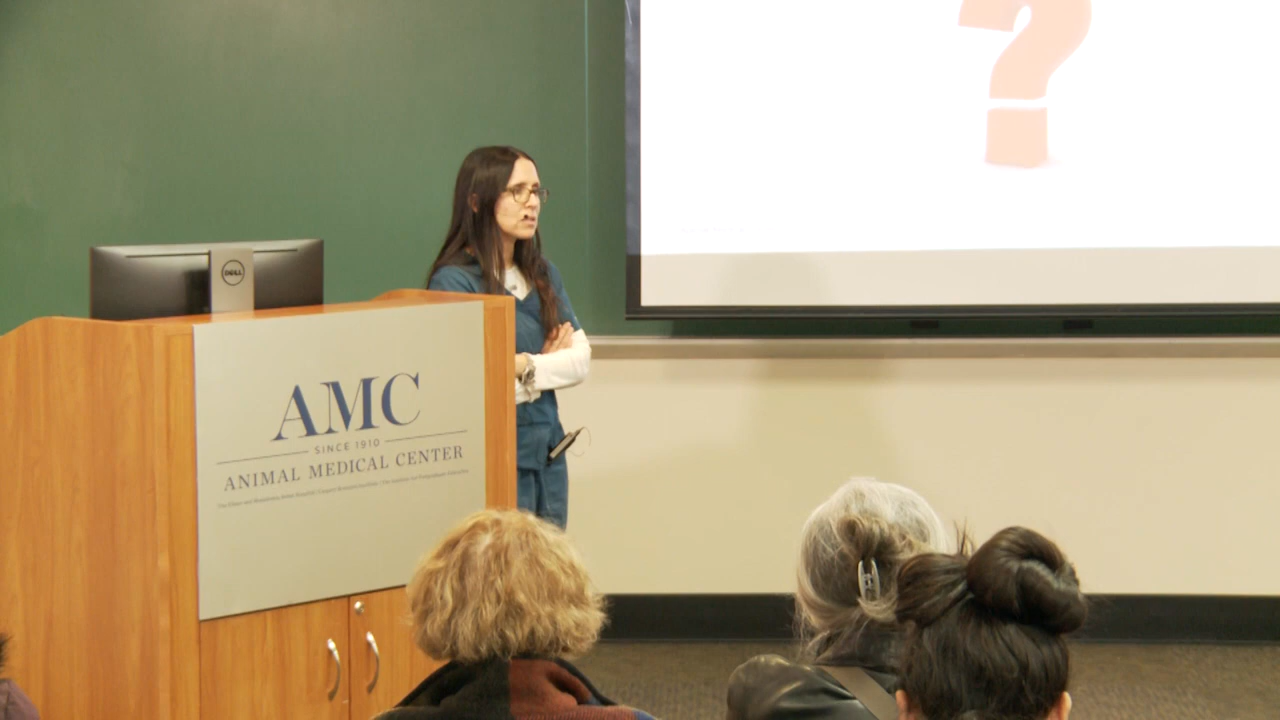 ?
DELL
AMC
SINCE 1910
ANIMAL MEDICAL CENTER